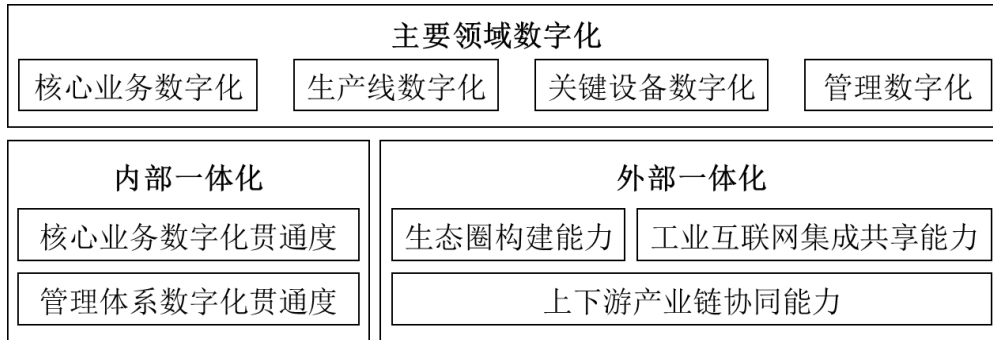 主要领域数字化
核心业务数字化
生产线数字化
关键设备数字化
管理数字化
内部一体化
核心业务数字化贯通度
管理体系数字化贯通度
外部一体化
生态圈构建能力
工业互联网集成共享能力
上下游产业链协同能力